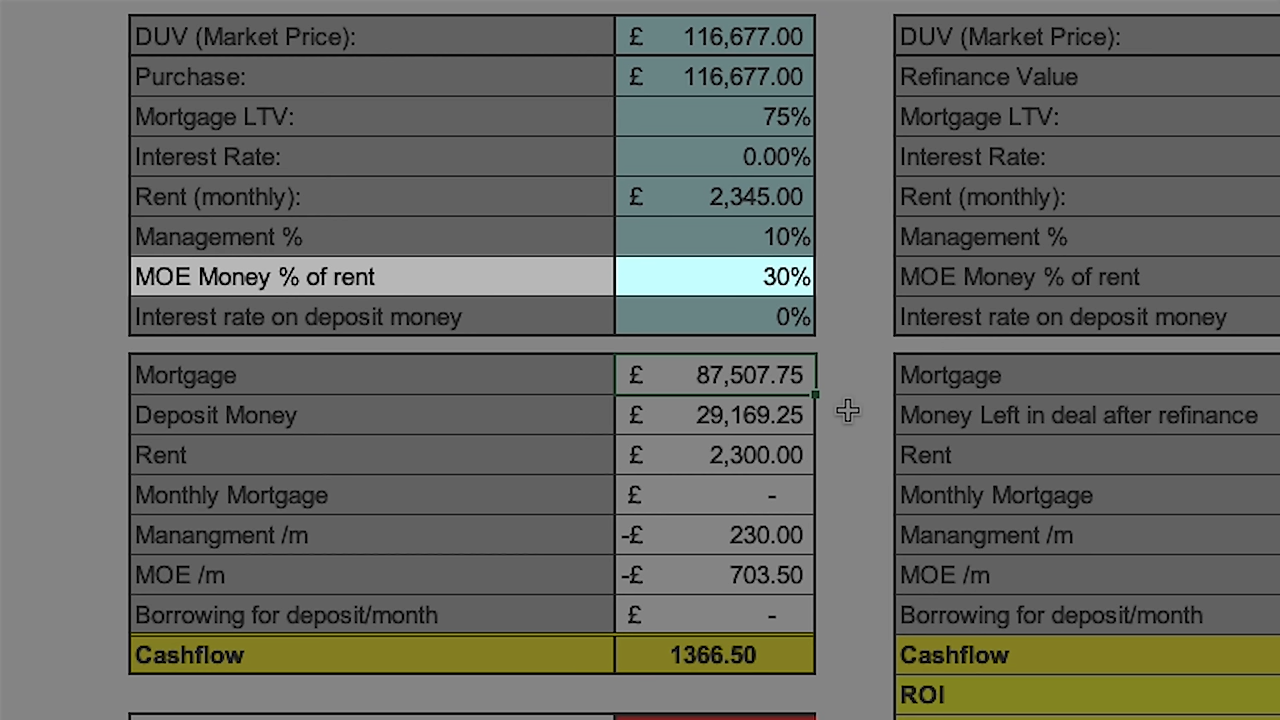 DUV (Market Price): £ 116,677.00
Purchase: £ 116,677.00
Mortgage LTV: 75%
Interest Rate: 0.00%
Rent (monthly): £ 2,345.00
Management % 10%
MOE Money % of rent 30%
Interest rate on deposit money 0%
Mortgage £ 87,507.75
Deposit Money £ 29,169.25
Rent £ 2,300.00
Monthly Mortgage £ -
Manangment /m -£ 230.00
MOE /m -£ 703.50
Borrowing for deposit/month £ -
Cashflow 1366.50
DUV (Market Price):
Refinance Value
Mortgage LTV:
Interest Rate:
Rent (monthly):
Management %
MOE Money % of rent
Interest rate on deposit money
Mortgage
Money Left in deal after refinance
Rent
Monthly Mortgage
Manangment /m
MOE /m
Borrowing for deposit/month
Cashflow
ROI